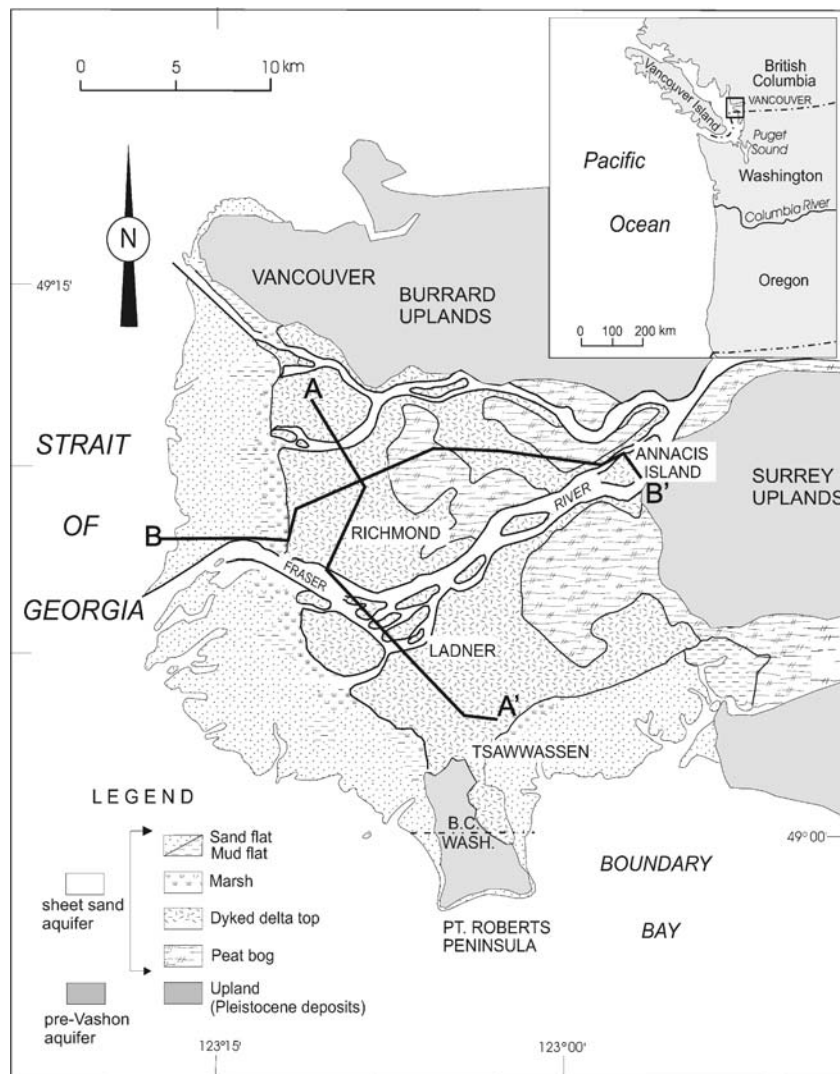 0 5 10 km
British
Columbia
VANCOUVER
Vancouver Island
Puget
Sound
Pacific
Ocean
Washington
Columbia River
Oregon
0 100 200 km
N
49°15'
VANCOUVER
BURRARD
UPLANDS
A
STRAIT
OF
GEORGIA
ANNACIS
ISLAND
SURREY
UPLANDS
B
B'
RIVER
RICHMOND
FRASER
LADNER
A'
TSAWWASSEN
B.C.
WASH.
49°00'
BOUNDARY
BAY
PT. ROBERTS
PENINSULA
LEGEND
Sand flat
Mud flat
Marsh
Dyked delta top
Peat bog
Upland
(Pleistocene deposits)
sheet sand
aquifer
pre-Vashon
aquifer
123°15'
123°00'